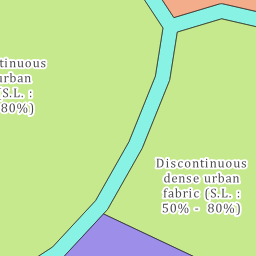 tinuous
urban
(S.L. :
80%)
Discontinuous
dense urban
fabric (S.L. :
50% - 80%)